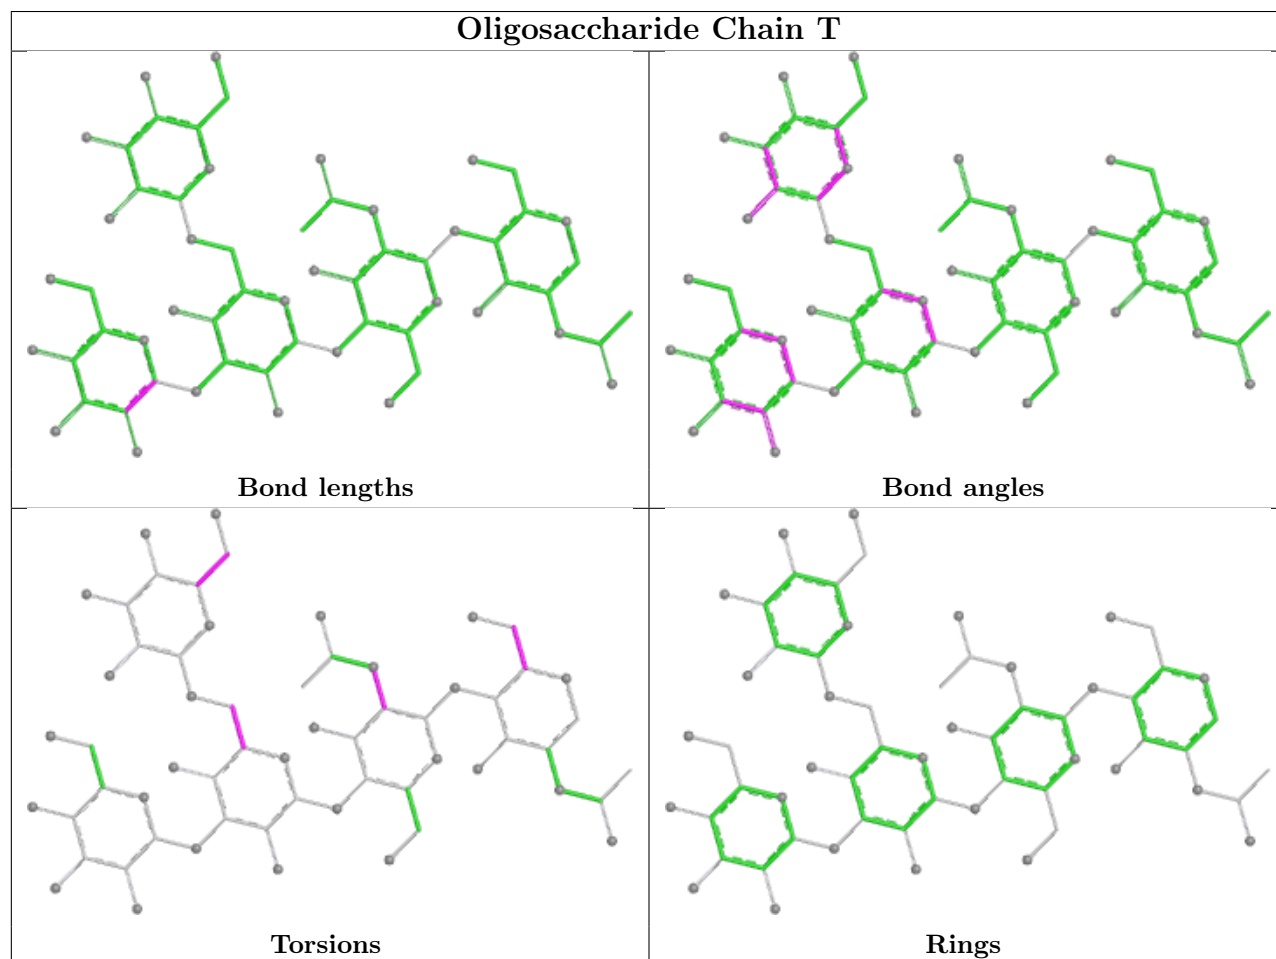 Oligosaccharide Chain T
Bond lengths
Bond angles
Torsions
Rings